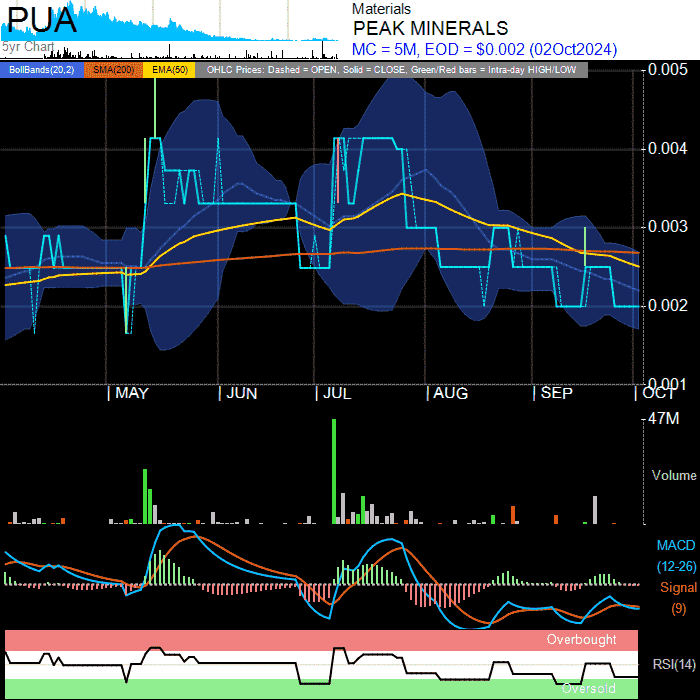 PUA
5yr Chart
Materials
PEAK MINERALS
MC = 5M, EOD = $0.002 (02Oct2024)
BollBands(20,2) SMA(200) EMA(50) OHLC Prices: Dashed = OPEN, Solid = CLOSE, Green/Red bars = Intra-day HIGH/LOW
0.005
0.004
0.003
0.002
0.001
MAY JUN JUL AUG SEP OCT
47M
Volume
MACD
(12-26)
Signal
(9)
Overbought
RSI(14)
Oversold